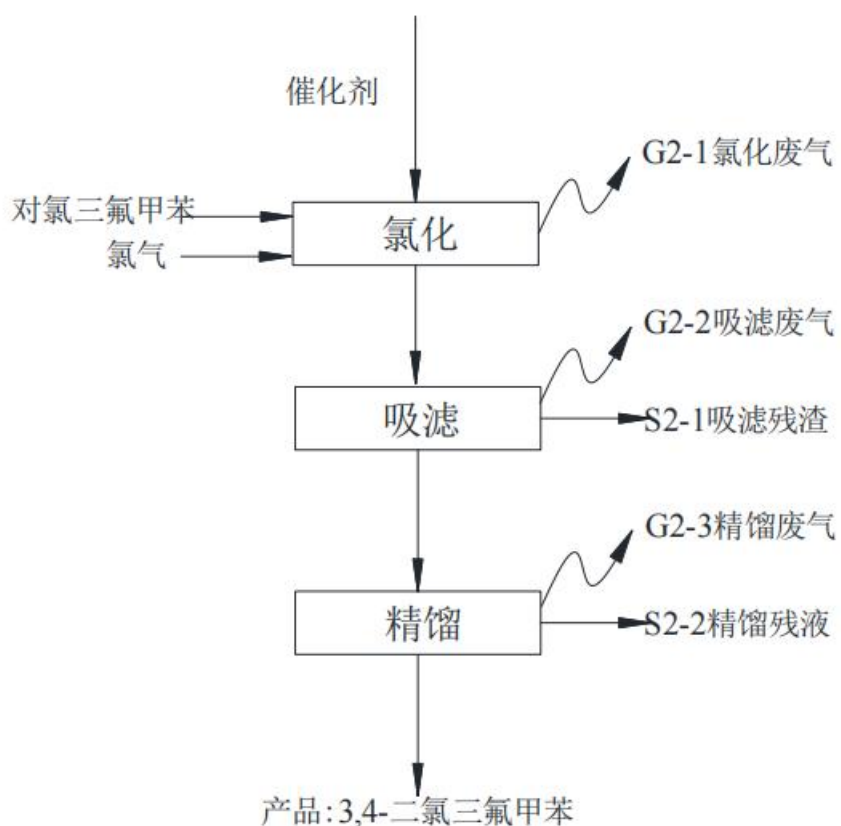 催化剂
G2-1氯化废气
对氯三氟甲苯
氯气
氯化
G2-2吸滤废气
吸滤
S2-1吸滤残渣
G2-3精馏废气
精馏
S2-2精馏残液
产品:3,4-二氯三氟甲苯